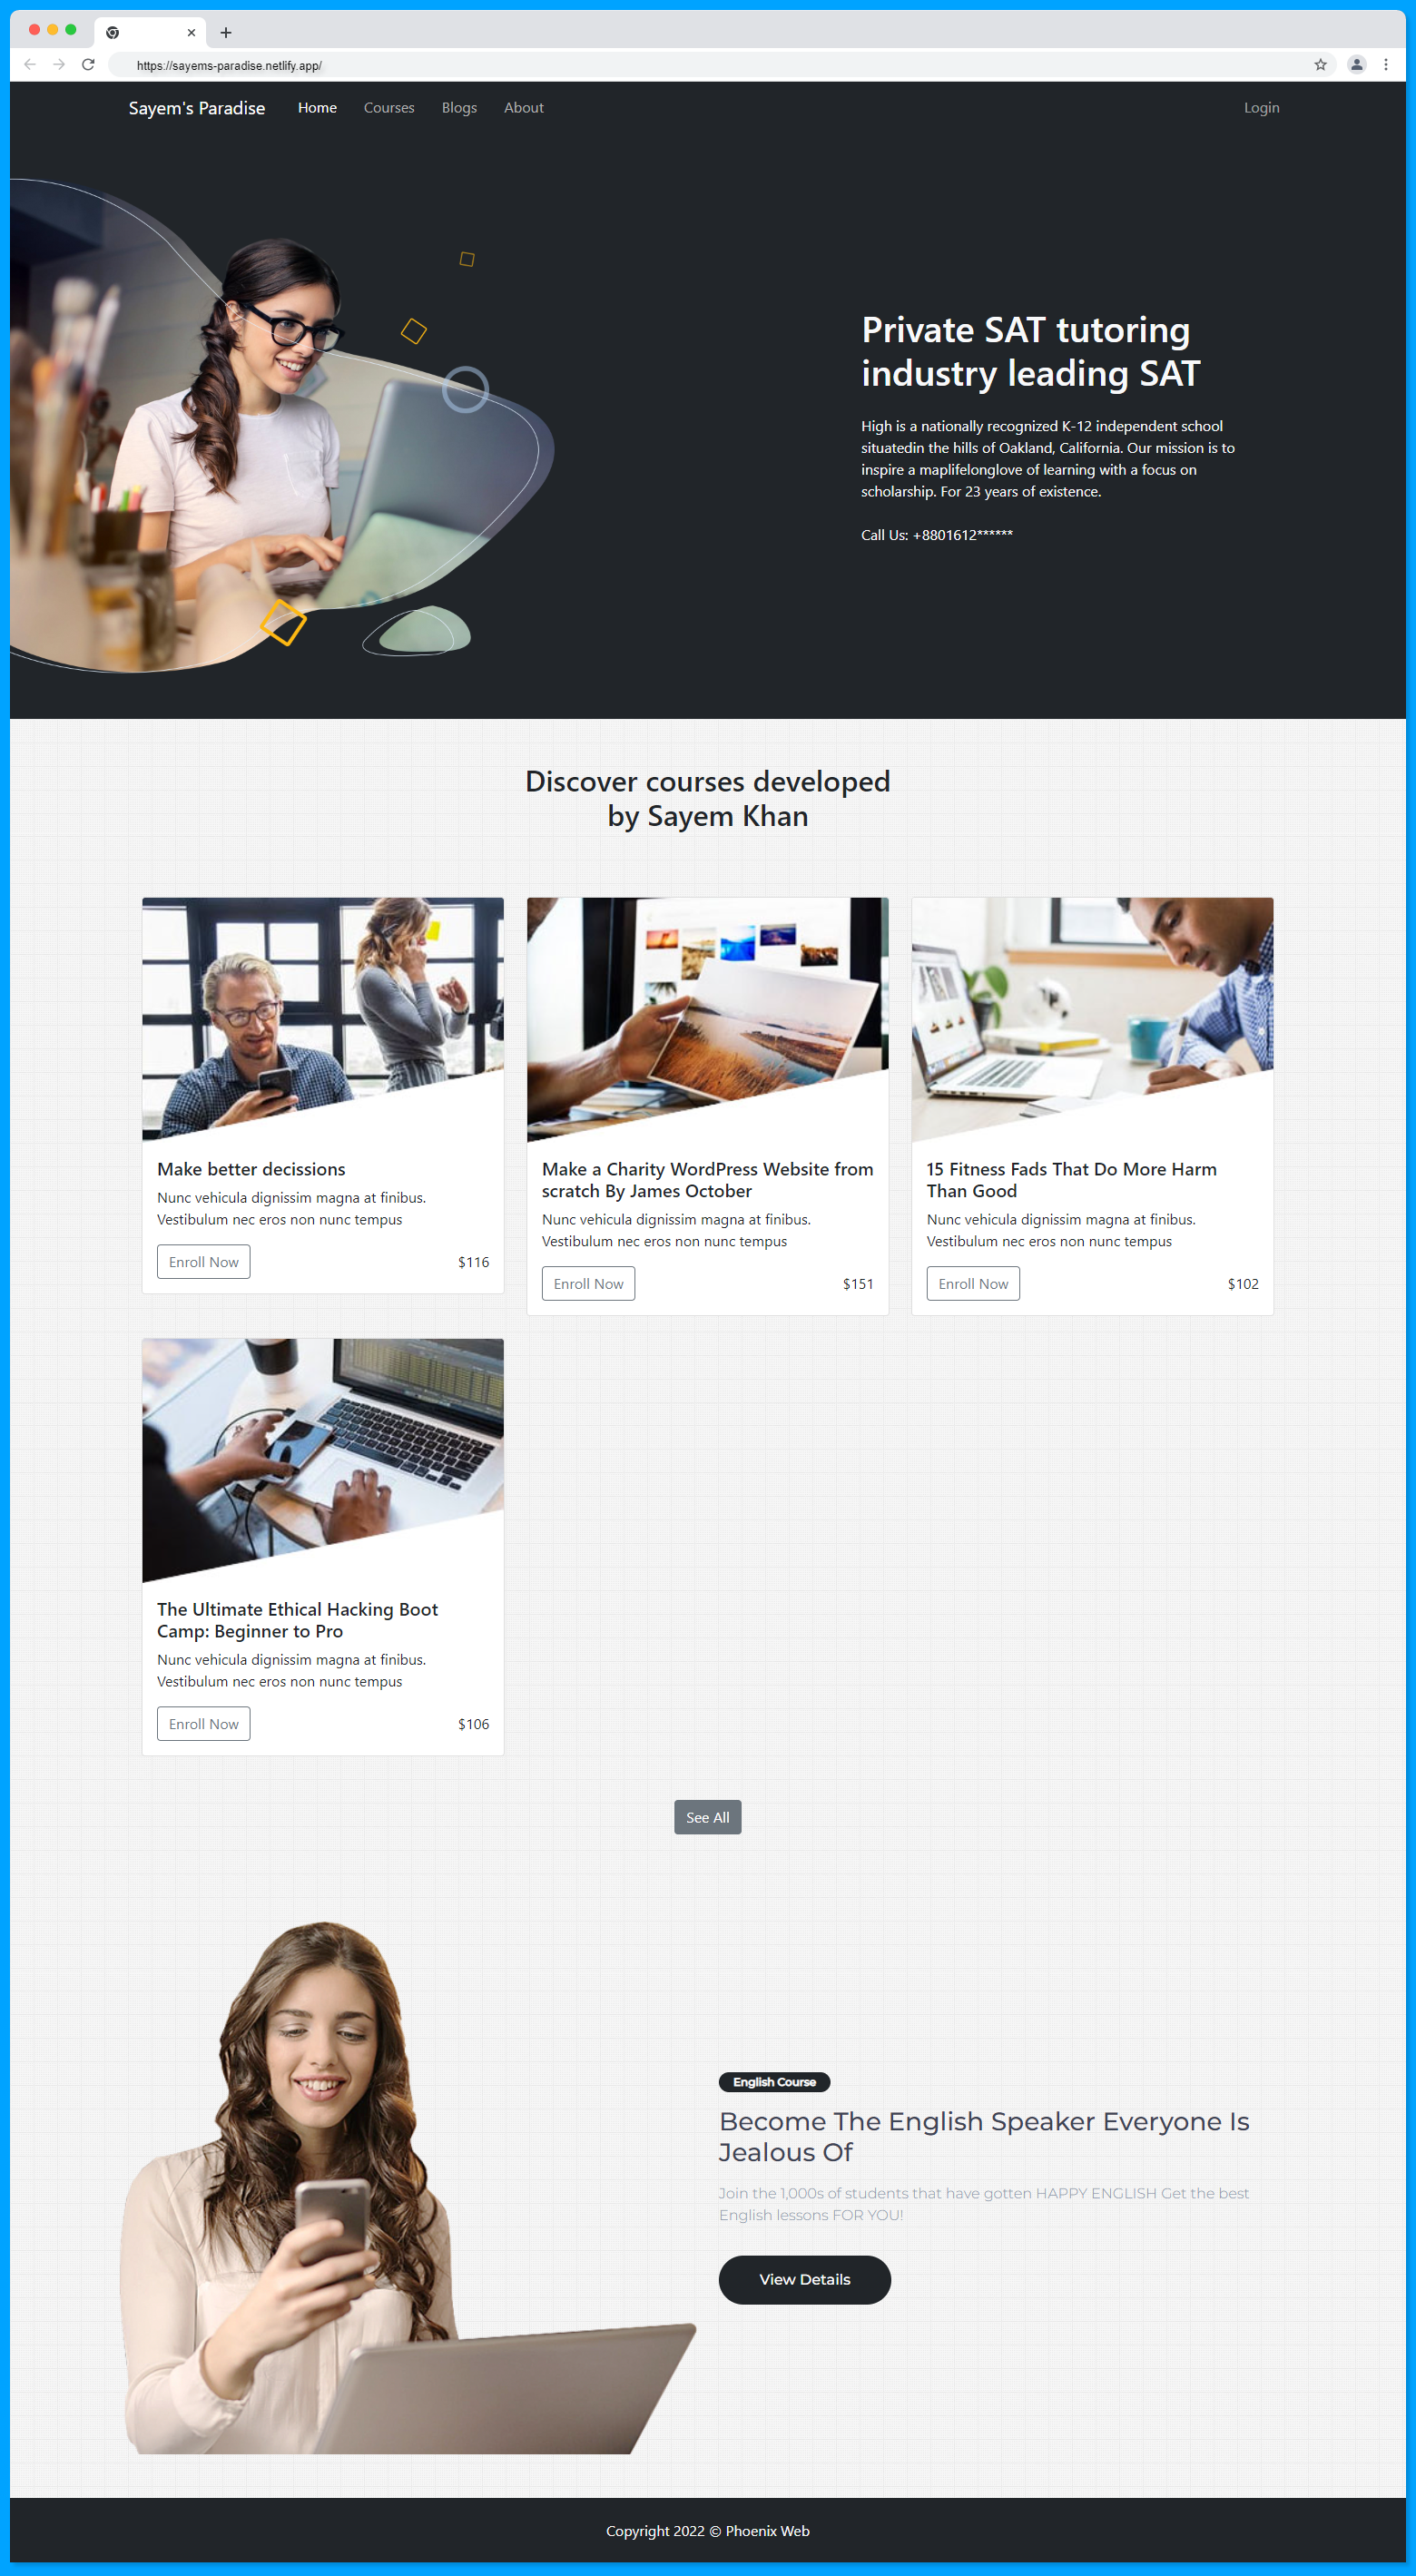 https://sayems-paradise.netlify.app/
Sayem's Paradise Home Courses Blogs About Login
Private SAT tutoring
industry leading SAT
High is a nationally recognized K-12 independent school
situatedin the hills of Oakland, California. Our mission is to
inspire a maplifelonglove of learning with a focus on
scholarship. For 23 years of existence.
Call Us: +8801612******
Discover courses developed
by Sayem Khan
Make better decissions
Nunc vehicula dignissim magna at finibus.
Vestibulum nec eros non nunc tempus
Enroll Now $116
Make a Charity WordPress Website from
scratch By James October
Nunc vehicula dignissim magna at finibus.
Vestibulum nec eros non nunc tempus
Enroll Now $151
15 Fitness Fads That Do More Harm
Than Good
Nunc vehicula dignissim magna at finibus.
Vestibulum nec eros non nunc tempus
Enroll Now $102
The Ultimate Ethical Hacking Boot
Camp: Beginner to Pro
Nunc vehicula dignissim magna at finibus.
Vestibulum nec eros non nunc tempus
Enroll Now $106
See All
English Course
Become The English Speaker Everyone Is
Jealous Of
Join the 1,000s of students that have gotten HAPPY ENGLISH Get the best
English lessons FOR YOU!
View Details
Copyright 2022 © Phoenix Web